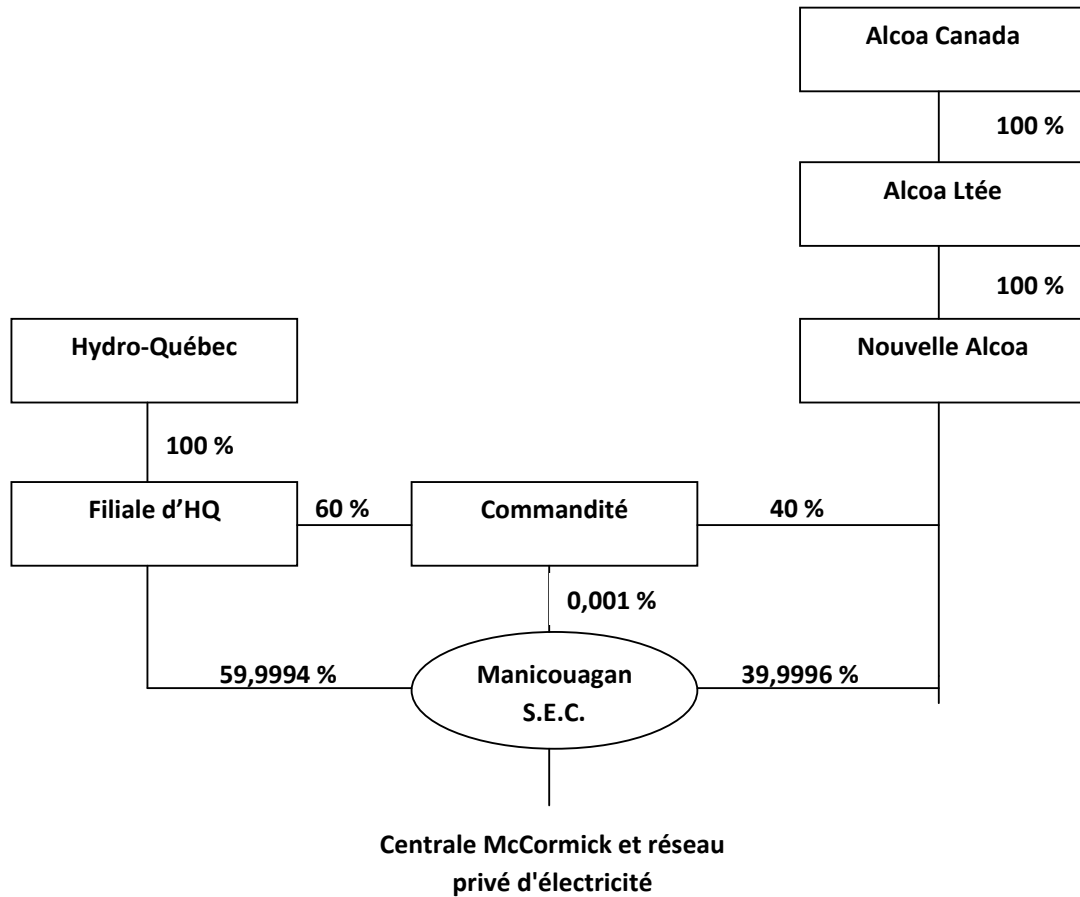 Alcoa Canada
100 %
Alcoa Ltée
100 %
Hydro-Québec
Nouvelle Alcoa
100 %
Filiale d’HQ
60 %
Commandité
40 %
0,001 %
59,9994 %
Manicouagan
S.E.C.
39,9996 %
Centrale McCormick et réseau
privé d'électricité